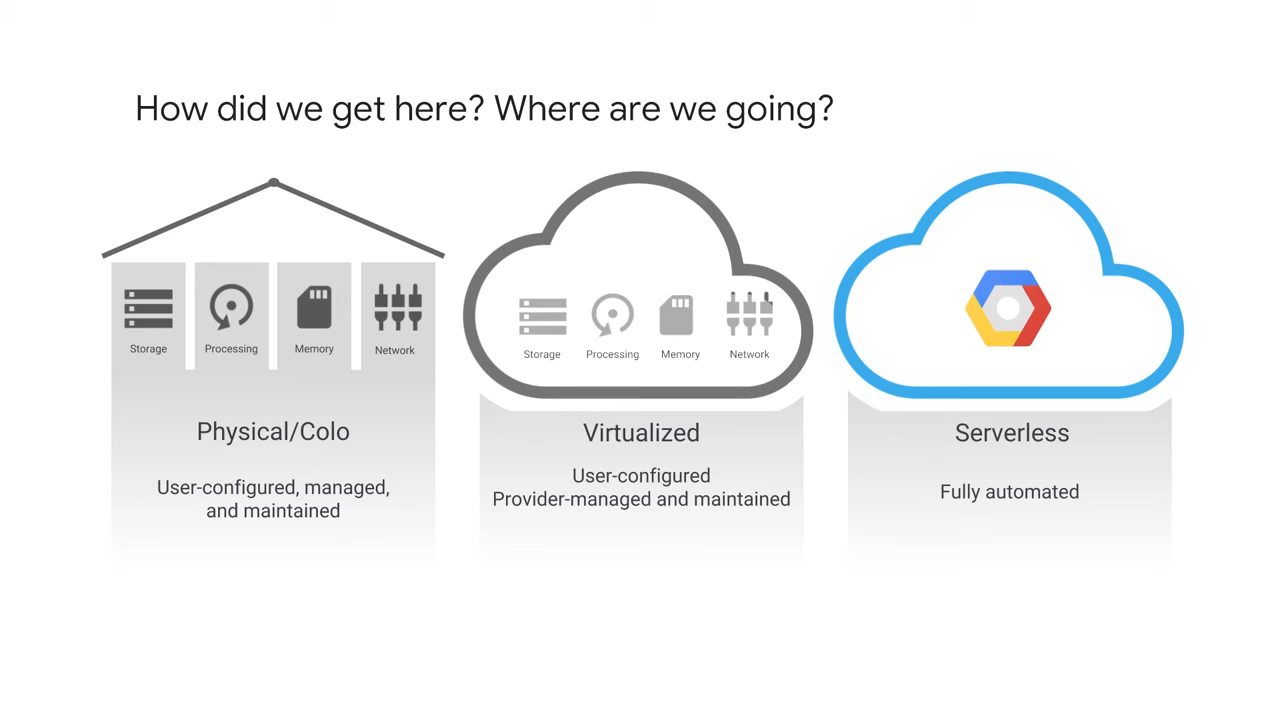 How did we get here? Where are we going?
Storage
Processing
Memory
Network
Physical/Colo
User-configured, managed,
and maintained
Storage
Processing
Memory
Network
Virtualized
User-configured
Provider-managed and maintained
Serverless
Fully automated